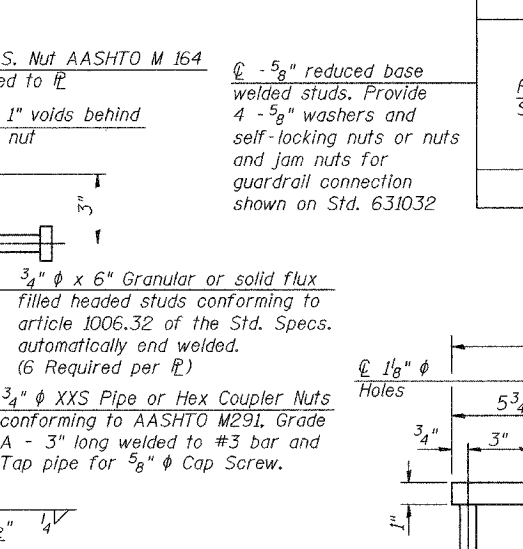 S. Nut AASHTO M 164
ed to ⅊
1" voids behind
nut
3"
℄ - 5/8" reduced base
welded studs. Provide
4 - 5/8" washers and
self-locking nuts or nuts
and jam nuts for
guardrail connection
shown on Std. 631032
3/4" ϕ x 6" Granular or solid flux
filled headed studs conforming to
article 1006.32 of the Std. Specs.
automatically end welded.
(6 Required per ⅊)
3/4" ϕ XXS Pipe or Hex Coupler Nuts
conforming to AASHTO M291, Grade
A - 3" long welded to #3 bar and
Tap pipe for 5/8" ϕ Cap Screw.
1/4
℄ 1 1/8" ϕ
Holes
5 3/4
3/4"
3"
1"